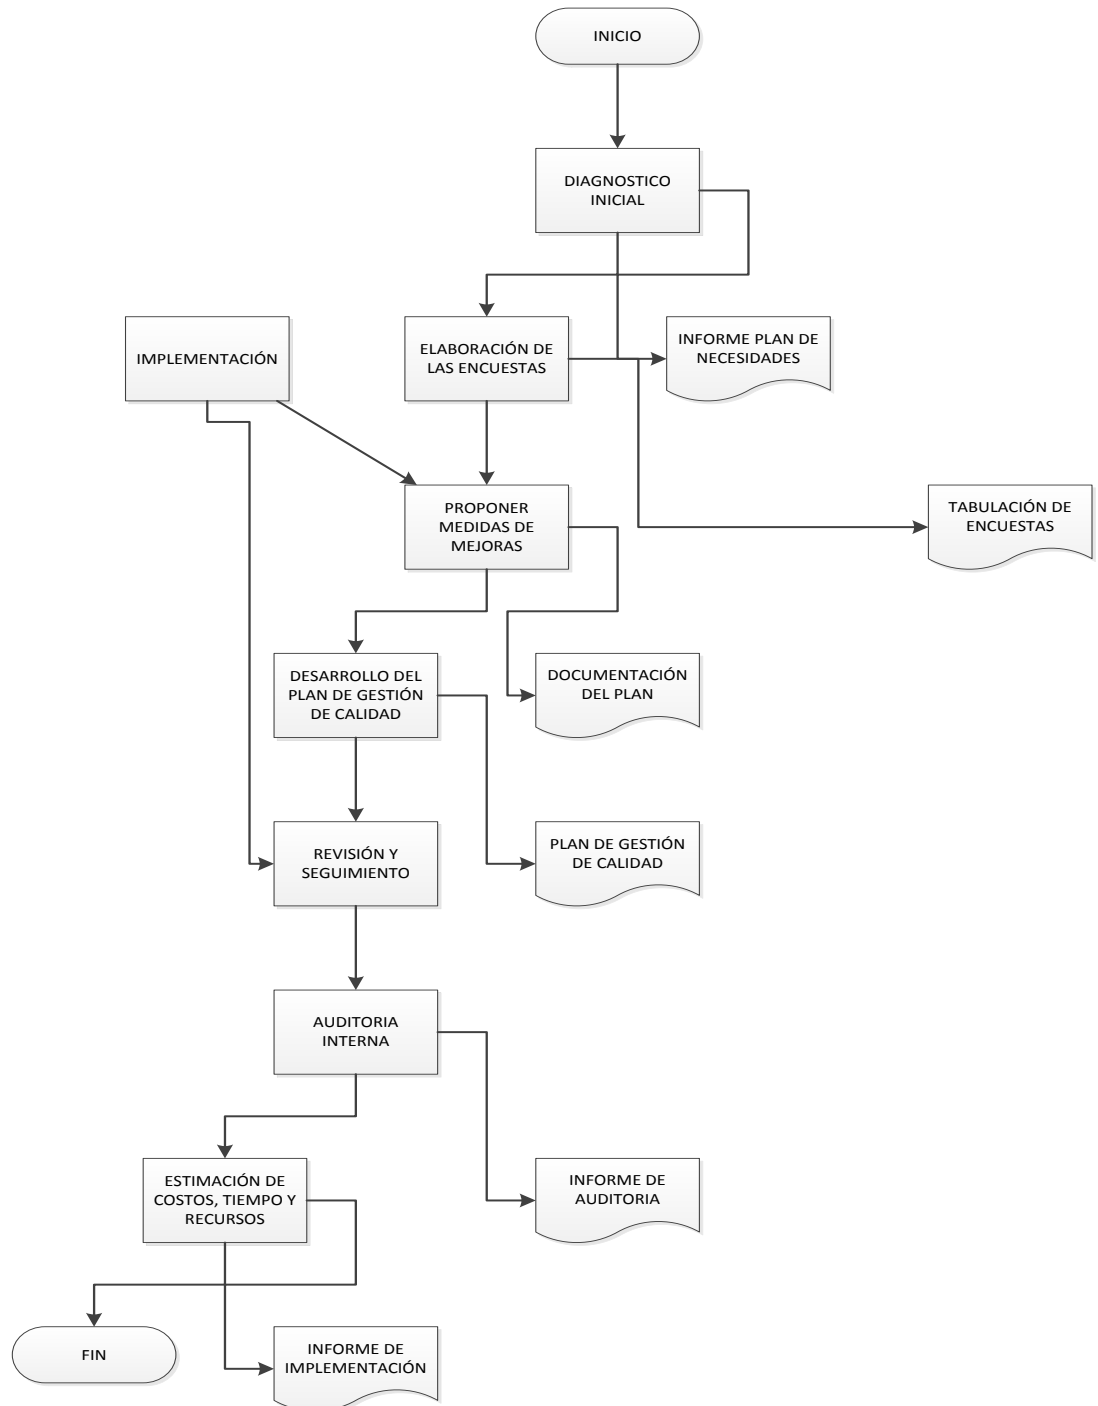 INICIO
DIAGNOSTICO
INICIAL
IMPLEMENTACIÓN
ELABORACIÓN DE
LAS ENCUESTAS
INFORME PLAN DE
NECESIDADES
PROPONER
MEDIDAS DE
MEJORAS
TABULACIÓN DE
ENCUESTAS
DESARROLLO DEL
PLAN DE GESTIÓN
DE CALIDAD
DOCUMENTACIÓN
DEL PLAN
REVISIÓN Y
SEGUIMIENTO
PLAN DE GESTIÓN
DE CALIDAD
AUDITORIA
INTERNA
ESTIMACIÓN DE
COSTOS, TIEMPO Y
RECURSOS
INFORME DE
AUDITORIA
FIN
INFORME DE
IMPLEMENTACIÓN